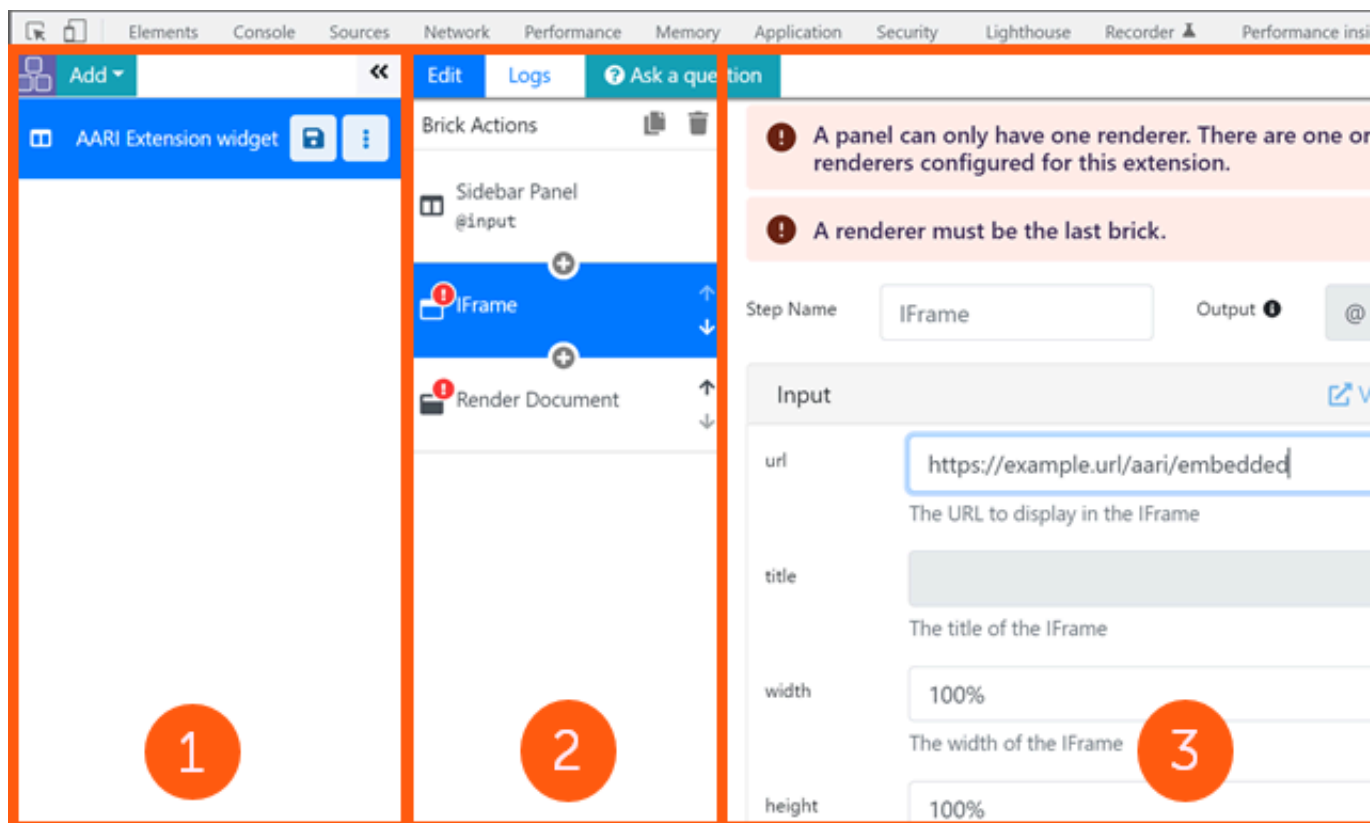 Elements Console Sources Network Performance Memory Application Security Lighthouse Recorder Performance insi
Add
AARI Extension widget
1
Edit Logs Ask a question
Brick Actions
Sidebar Panel
@input
IFrame
Render Document
2
A panel can only have one renderer. There are one or
renderers configured for this extension.
A renderer must be the last brick.
Step Name IFrame Output @
Input V
url https://example.url/aari/embedded
The URL to display in the IFrame
title
The title of the IFrame
width 100%
The width of the IFrame
3
height 100%